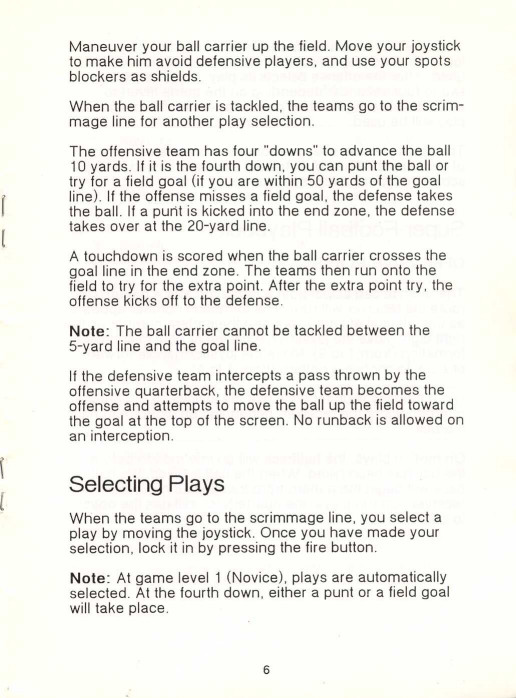 Maneuver your ball carrier up the field. Move your joystick
to make him avoid defensive players, and use your spots
blockers as shields.
When the ball carrier is tackled, the teams go to the scrim-
mage line for another play selection.
The offensive team has four "downs" to advance the ball
10 yards. If it is the fourth down, you can punt the ball or
try for a field goal (if you are within 50 yards of the goal
line). If the offense misses a field goal, the defense takes
the ball. If a punt is kicked into the end zone, the defense
takes over at the 20-yard line.
A touchdown is scored when the ball carrier crosses the
goal line in the end zone. The teams then run onto the
field to try for the extra point. After the extra point try, the
offense kicks off to the defense.
Note: The ball carrier cannot be tackled between the
5-yard line and the goal line.
If the defensive team intercepts a pass thrown by the
offensive quarterback, the defensive team becomes the
offense and attempts to move the ball up the field toward
the goal at the top of the screen. No runback is allowed on
an interception.
Selecting Plays
When the teams go to the scrimmage line, you select a
play by moving the joystick. Once you have made your
selection, lock it in by pressing the fire button.
Note: At game level 1 (Novice), plays are automatically
selected. At the fourth down, either a punt or a field goal
will take place.
6